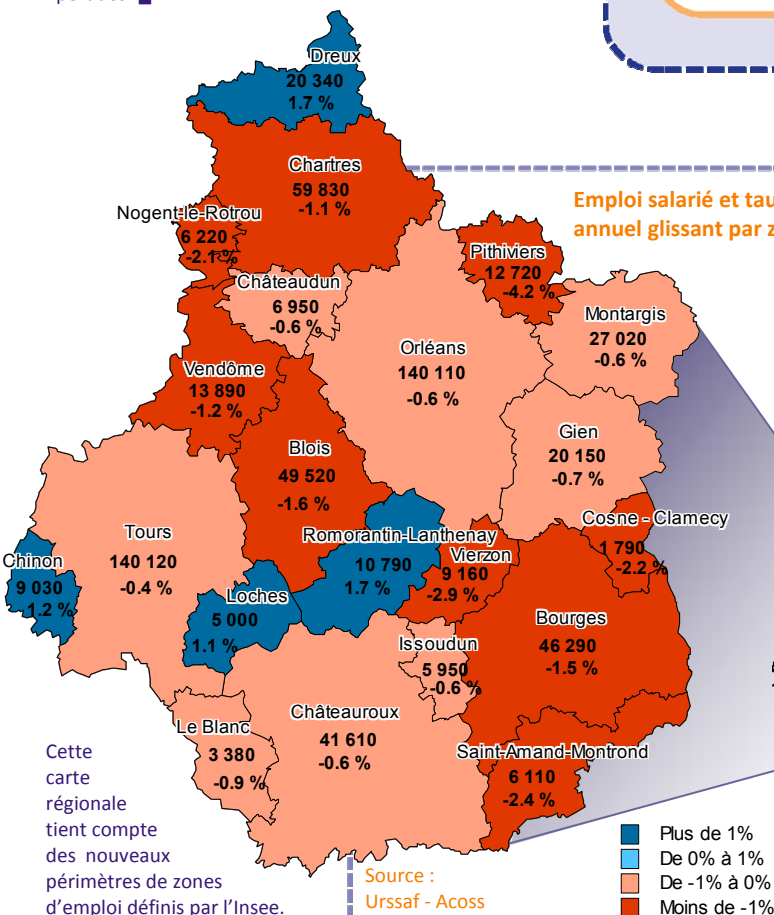 Dreux
20 340
1.7 %
Chartres
59 830
-1.1 %
Emploi salarié et
annuel glissant par
Nogent-le-Rotrou
6 220
-2.1 %
Pithiviers
12 720
-4.2 %
Châteaudun
6 950
-0.6 %
Montargis
27 020
-0.6 %
Orléans
140 110
-0.6 %
Vendôme
13 890
-1.2 %
Gien
20 150
-0.7 %
Blois
49 520
-1.6 %
Cosne - Clamecy
1 790
-2.2 %
Tours
140 120
-0.4 %
Romorantin-Lanthenay
10 790
1.7 %
Vierzon
9 160
-2.9 %
Chinon
9 030
1.2 %
Loches
5 000
1.1 %
Bourges
46 290
-1.5 %
Issoudun
5 950
-0.6 %
Châteauroux
41 610
-0.6 %
Le Blanc
3 380
-0.9 %
Saint-Amand-Montrond
6 110
-2.4 %
Cette
carte
régionale
tient compte
des nouveaux
périmètres de zones
d'emploi définis par l'Insee.
Source :
Urssaf - Acoss
Plus de 1%
De 0% à 1%
De -1% à 0%
Moins de -1%